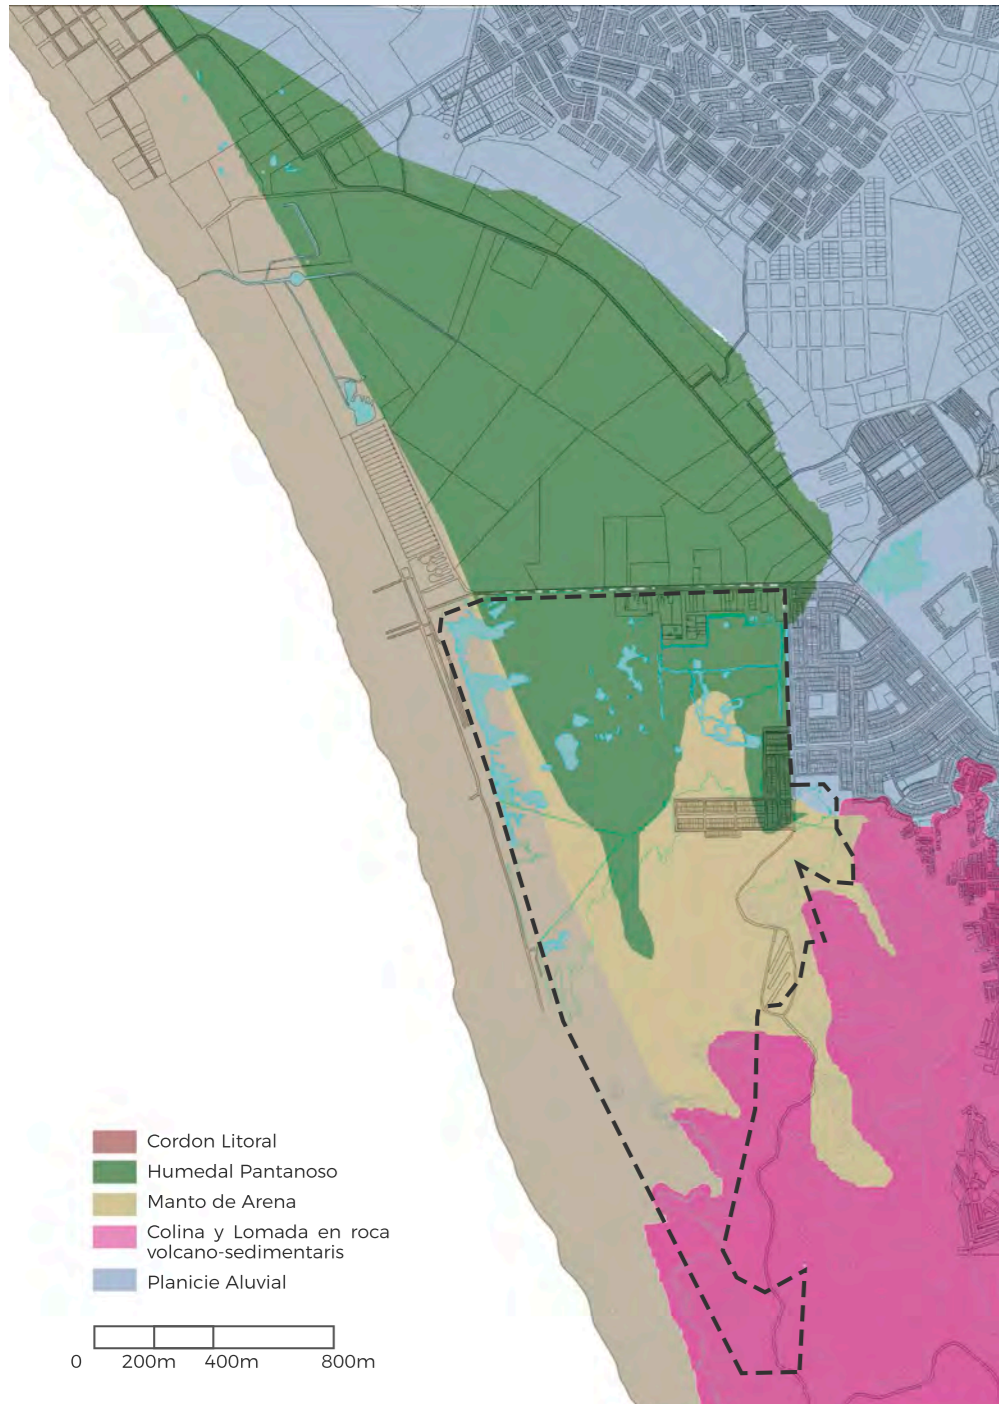 Cordon Litoral
Humedal Pantanoso
Manto de Arena
Colina y Lomada en roca
volcano-sedimentaris
Planicie Aluvial
0 200m 400m 800m